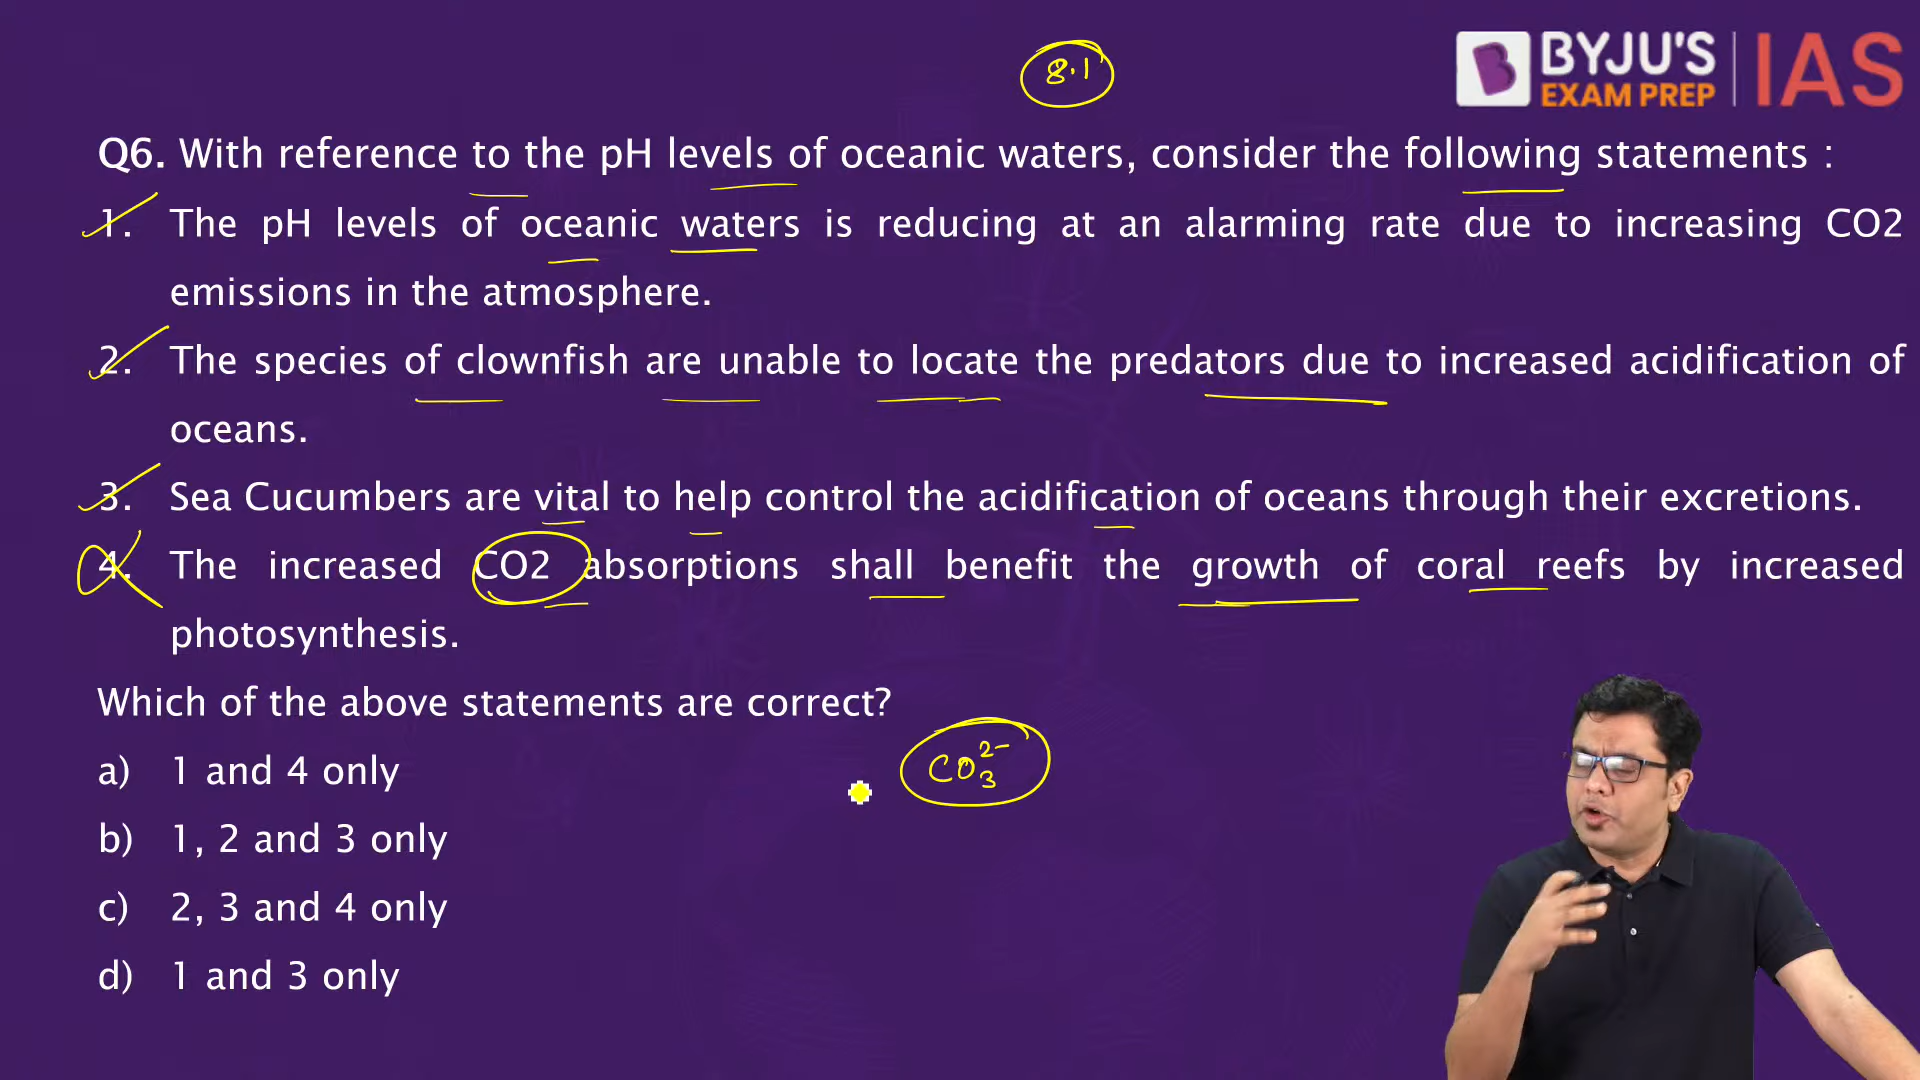 8.1
BYJU'S
EXAM PREP
IAS
Q6. With reference to the pH levels of oceanic waters, consider the following statements :
1. The pH levels of oceanic waters is reducing at an alarming rate due to increasing CO2
emissions in the atmosphere.
2. The species of clownfish are unable to locate the predators due to increased acidification of
oceans.
3. Sea Cucumbers are vital to help control the acidification of oceans through their excretions.
4. The increased CO2 absorptions shall benefit the growth of coral reefs by increased
photosynthesis.
Which of the above statements are correct?
CO₃²⁻
a) 1 and 4 only
b) 1, 2 and 3 only
c) 2, 3 and 4 only
d) 1 and 3 only